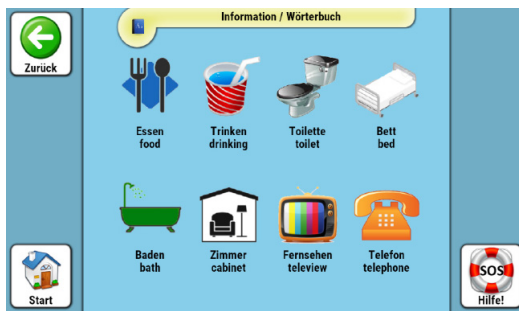 Information / Wörterbuch
Zurück
Essen
food
Trinken
drinking
Toilette
toilet
Bett
bed
Baden
bath
Zimmer
cabinet
Fernsehen
teleview
Telefon
telephone
Start
SOS
Hilfe!